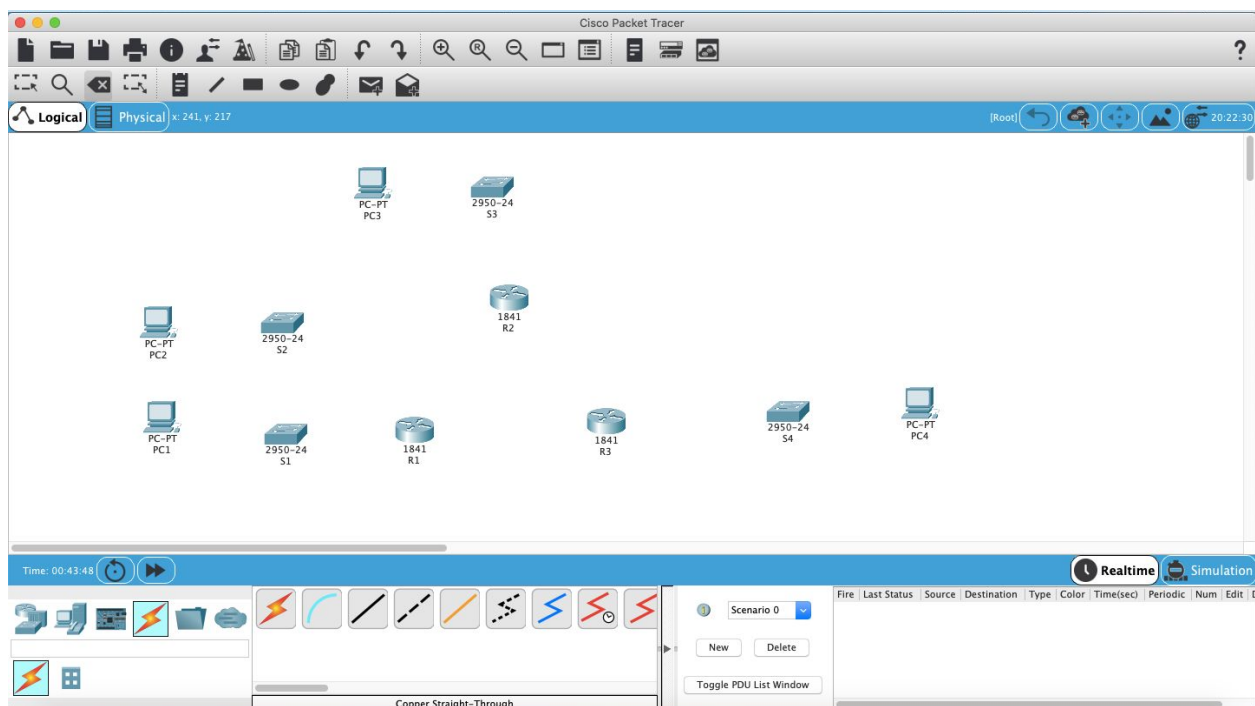 Cisco Packet Tracer
?
Logical
Physical
x: 241, y: 217
[Root]
20:22:30
PC-PT
PC3
2950-24
S3
1841
R2
PC-PT
PC2
2950-24
S2
PC-PT
PC1
2950-24
S1
1841
R1
1841
R3
2950-24
S4
PC-PT
PC4
Time: 00:43:48
Realtime
Simulation
Scenario 0
New
Delete
Toggle PDU List Window
Fire
Last Status
Source
Destination
Type
Color
Time(sec)
Periodic
Num
Edit
Copper Straight-Through